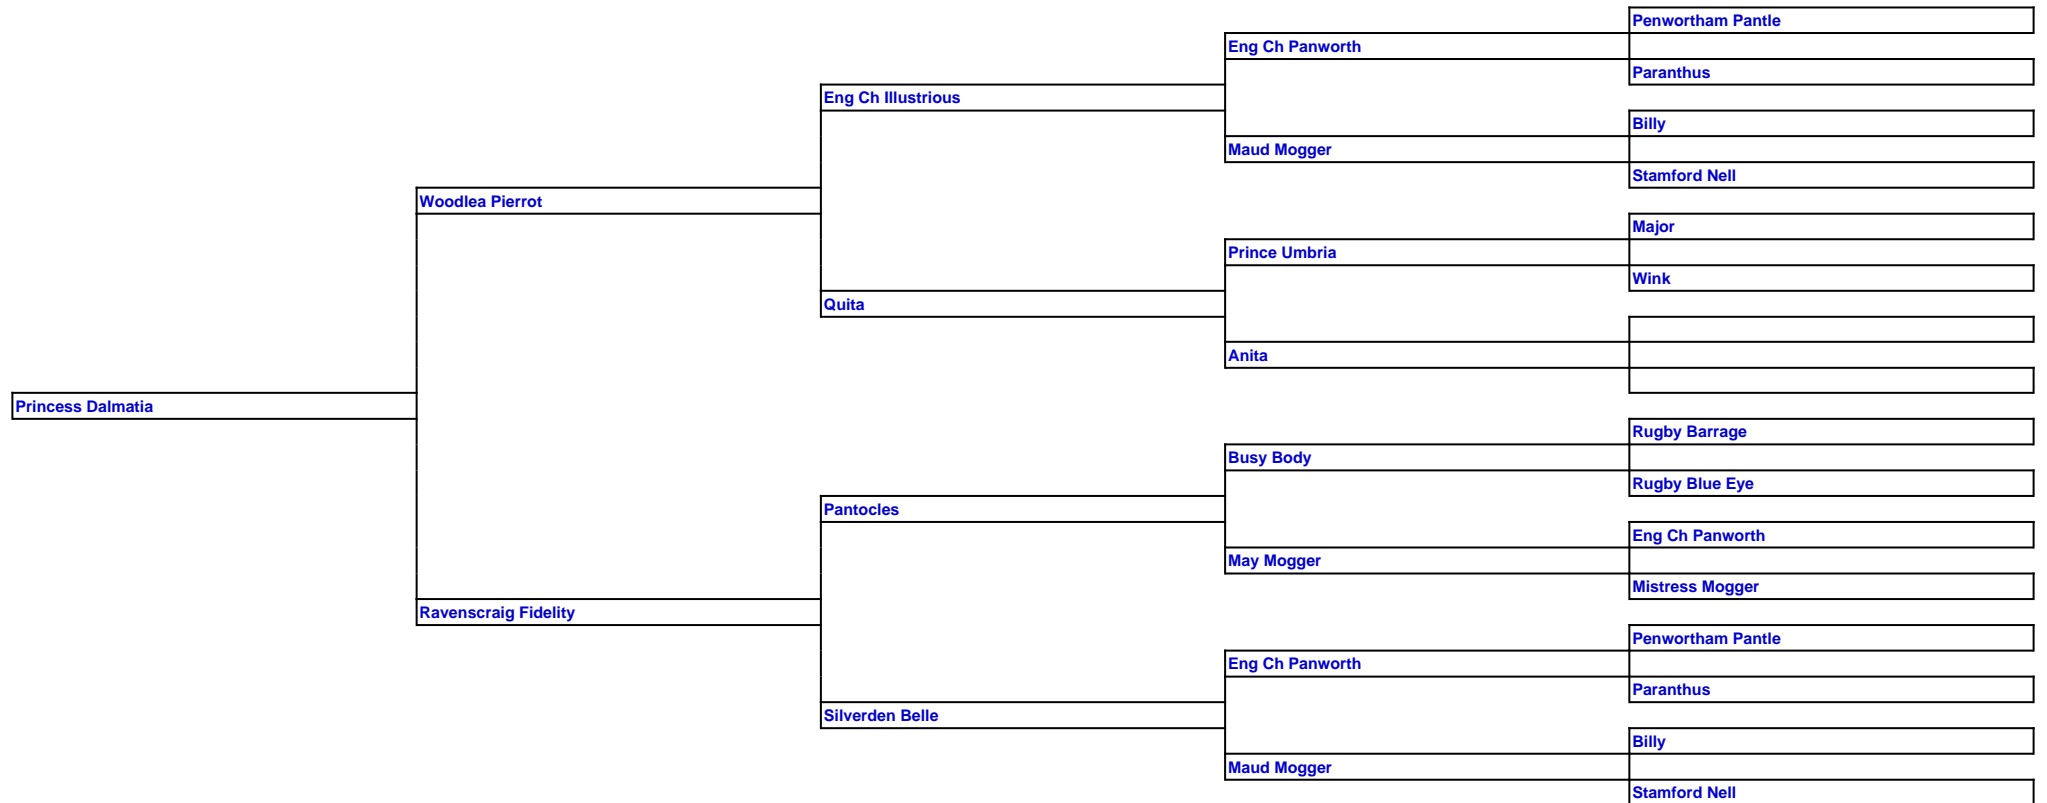 Penwortham Pantle
Eng Ch Panworth
Paranthus
Eng Ch Illustrious
Billy
Maud Mogger
Stamford Nell
Woodlea Pierrot
Major
Prince Umbria
Wink
Quita
Anita
Princess Dalmatia
Rugby Barrage
Busy Body
Rugby Blue Eye
Pantocles
Eng Ch Panworth
May Mogger
Mistress Mogger
Ravenscraig Fidelity
Penwortham Pantle
Eng Ch Panworth
Paranthus
Silverden Belle
Billy
Maud Mogger
Stamford Nell